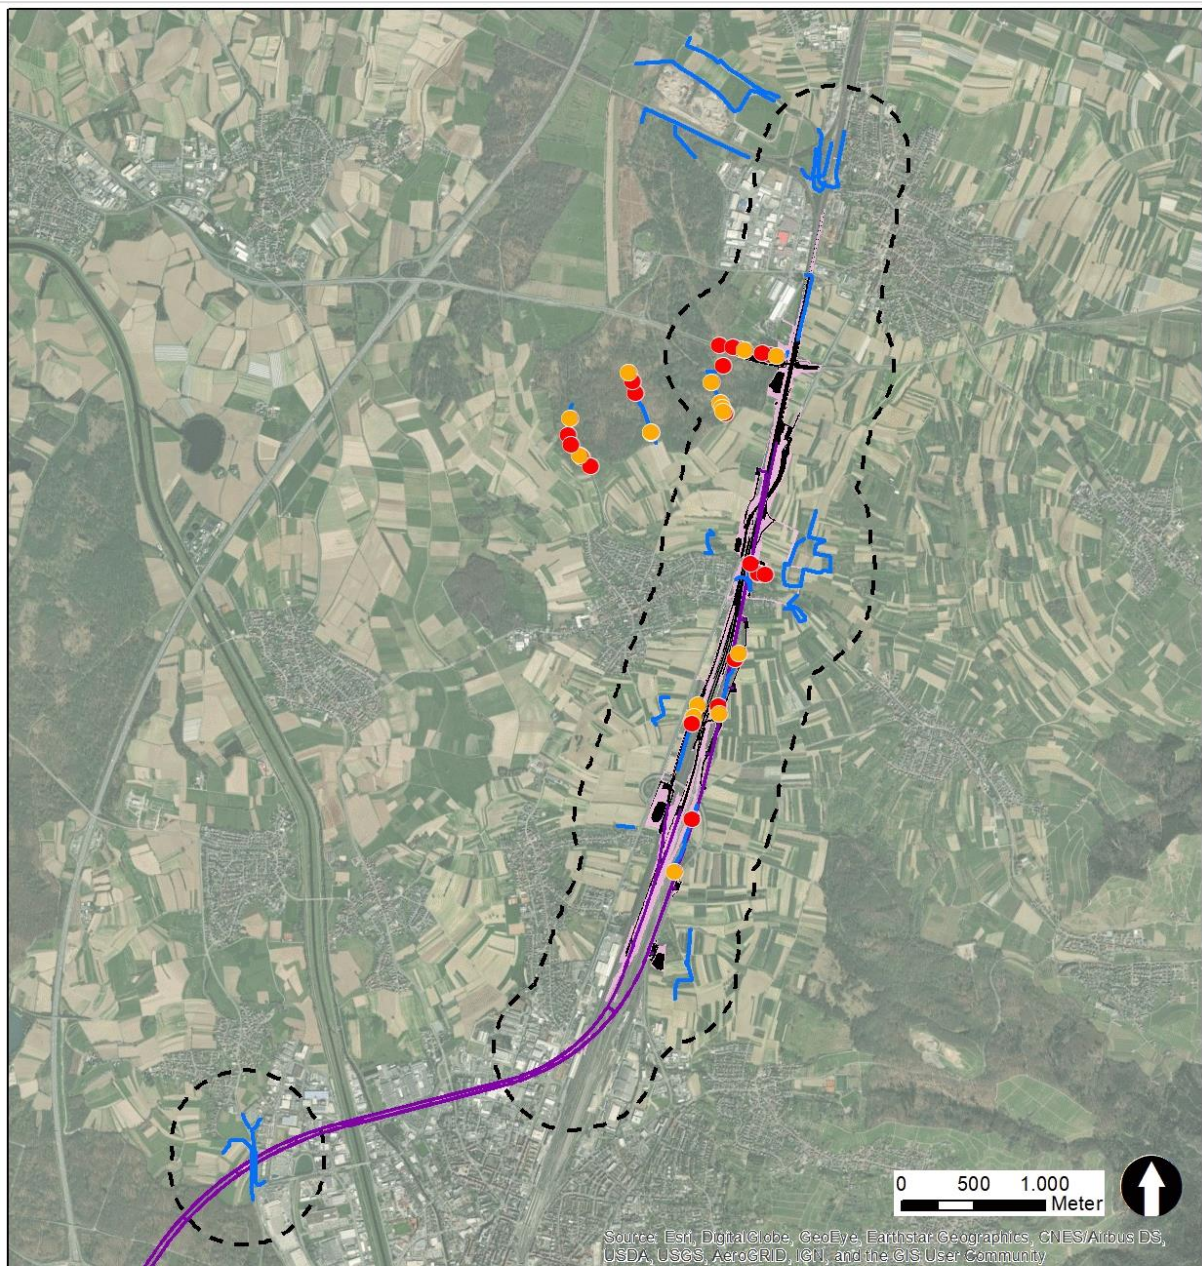 0 500 1.000
Meter
Source: Esri, DigitalGlobe, GeoEye, Earthstar Geographics, CNES/Airbus DS,
USDA, USGS, AeroGRID, IGN, and the GIS User Community